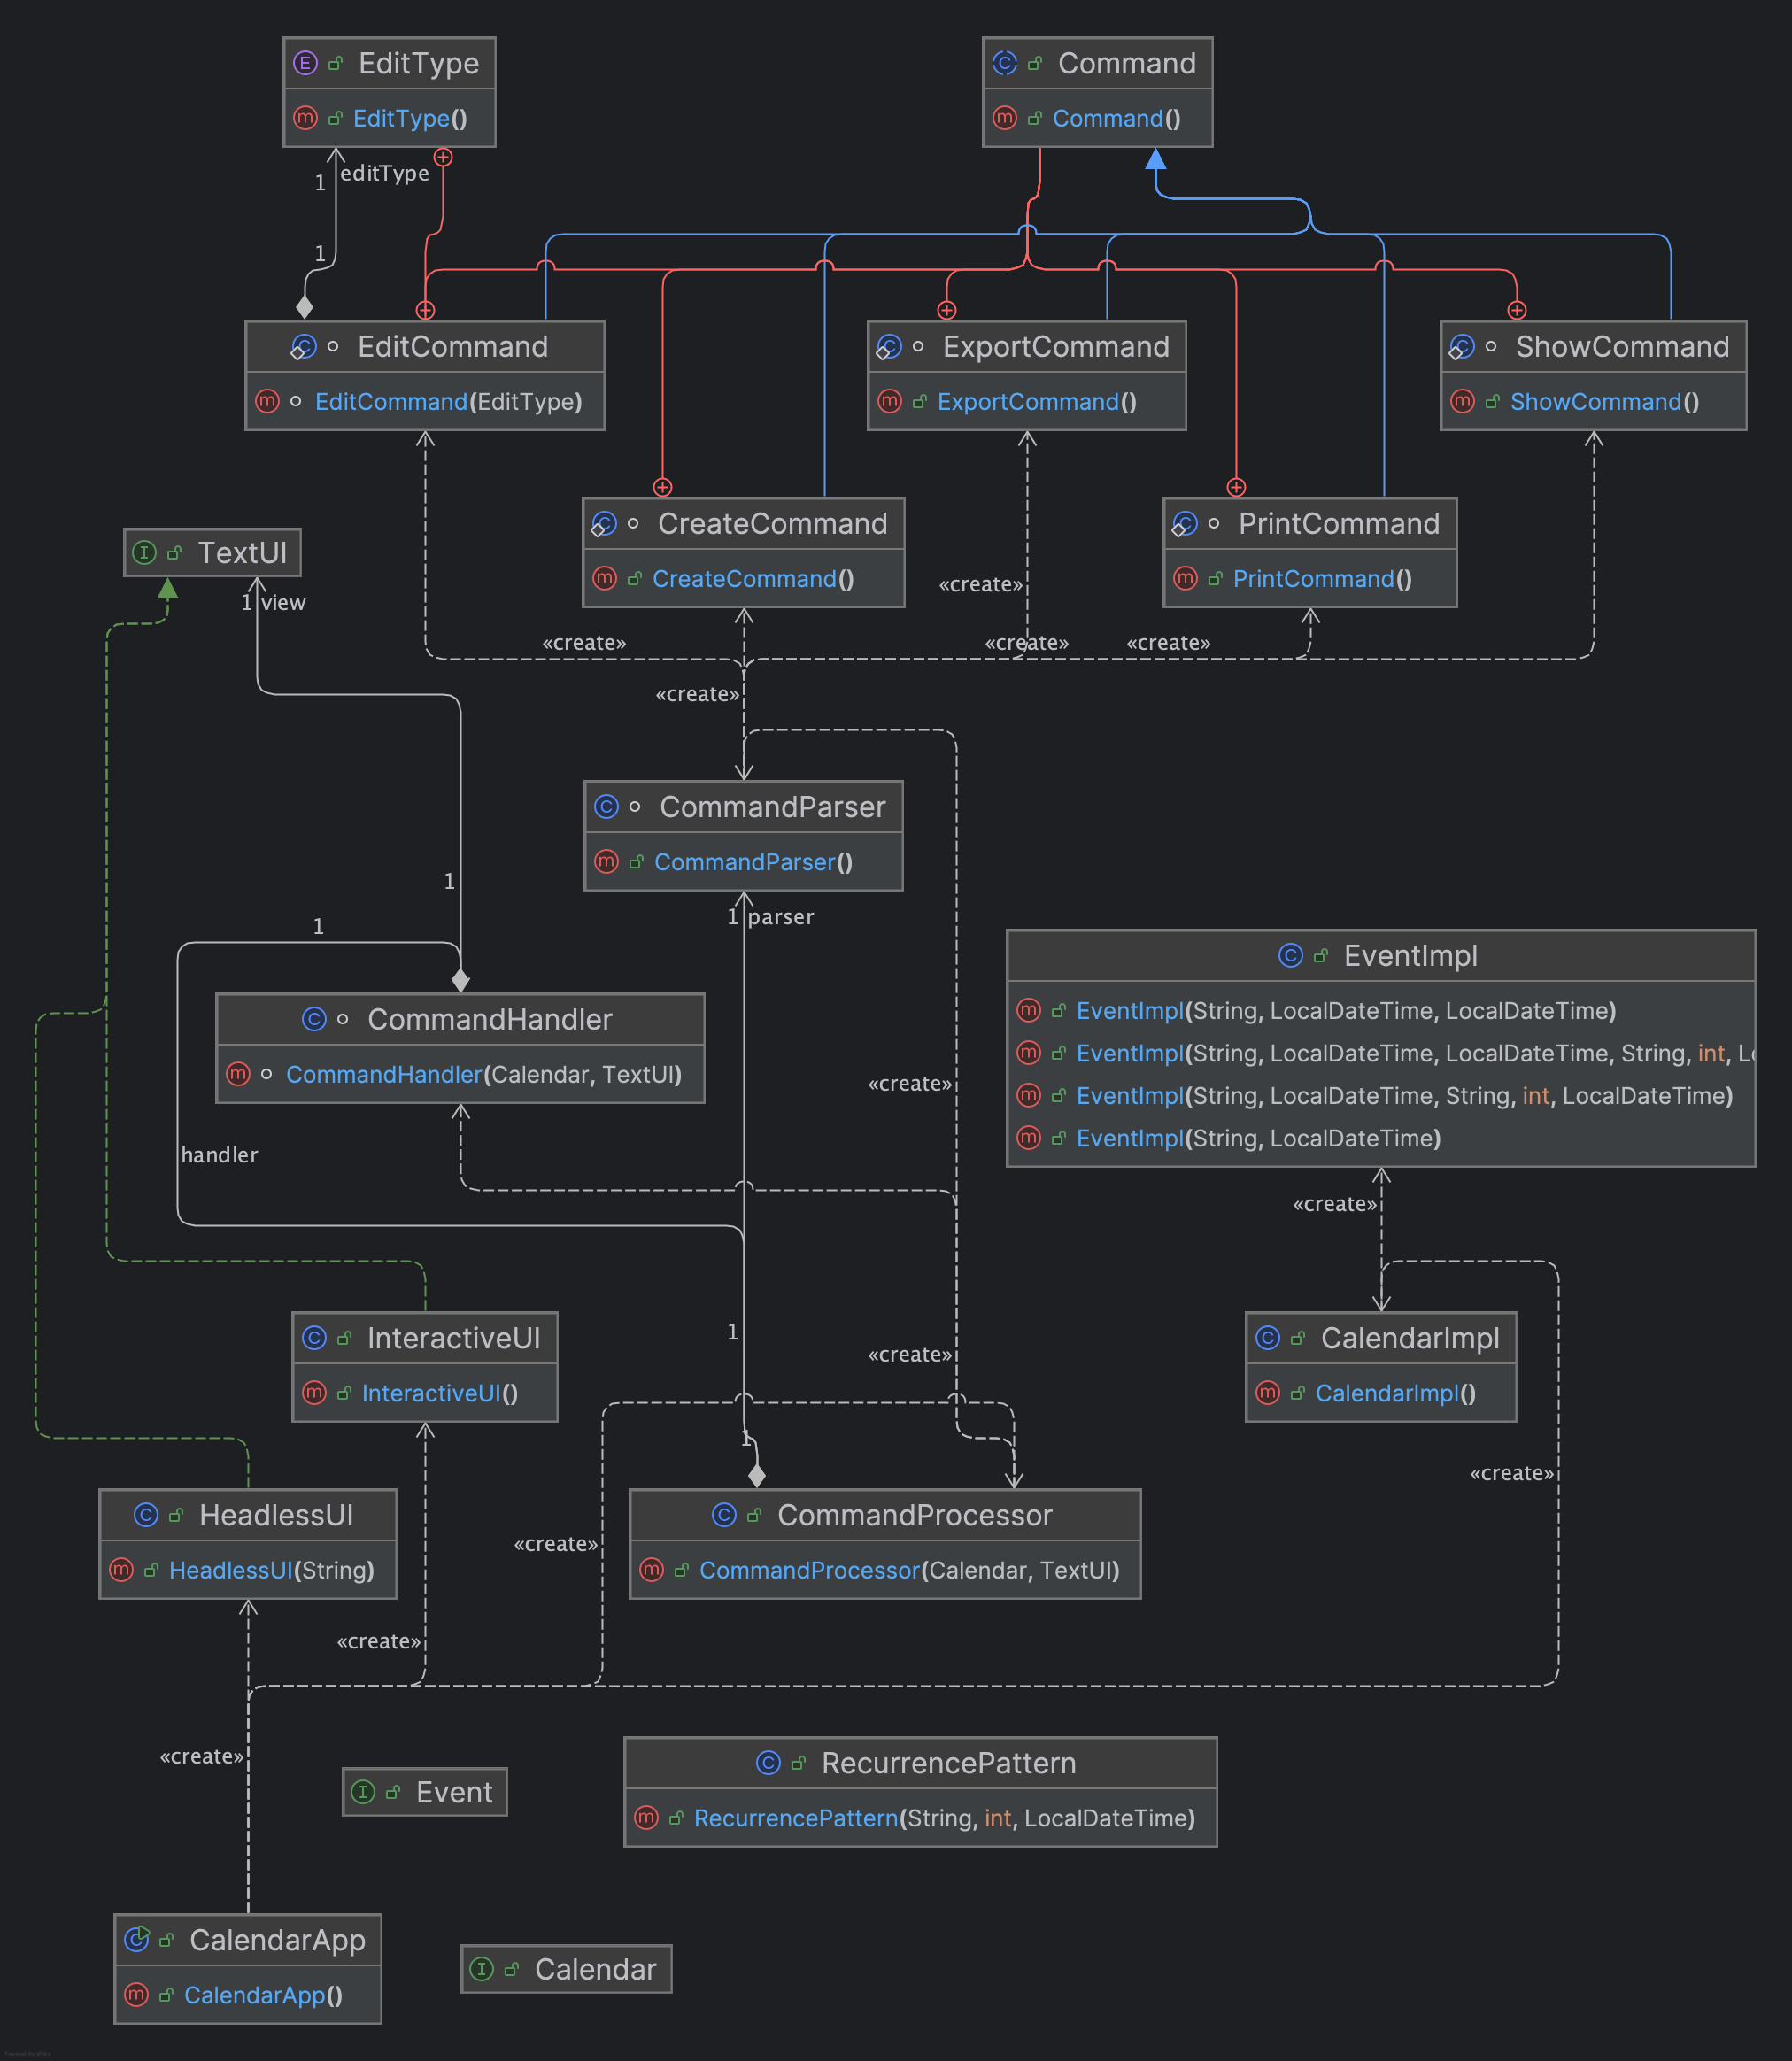 EditType
EditType()
Command
Command()
1
editType
1
EditCommand
EditCommand(EditType)
ExportCommand
ExportCommand()
ShowCommand
ShowCommand()
CreateCommand
CreateCommand()
PrintCommand
PrintCommand()
TextUI
1 view
«create»
«create»
«create»
«create»
«create»
CommandParser
CommandParser()
1
1 parser
1
CommandHandler
CommandHandler(Calendar, TextUI)
EventImpl
EventImpl(String, LocalDateTime, LocalDateTime)
EventImpl(String, LocalDateTime, LocalDateTime, String, int, Lo
EventImpl(String, LocalDateTime, String, int, LocalDateTime)
EventImpl(String, LocalDateTime)
«create»
handler
«create»
1
«create»
InteractiveUI
InteractiveUI()
CalendarImpl
CalendarImpl()
1
«create»
HeadlessUI
HeadlessUI(String)
«create»
CommandProcessor
CommandProcessor(Calendar, TextUI)
«create»
«create»
RecurrencePattern
RecurrencePattern(String, int, LocalDateTime)
Event
CalendarApp
CalendarApp()
Calendar
Powered by yFiles